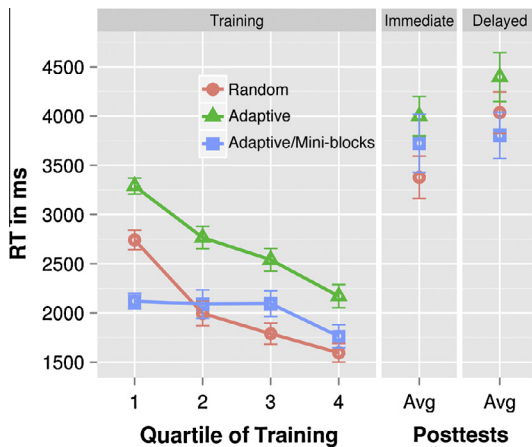 Training Immediate Delayed
4500
4000
3500
3000
2500
2000
1500
RT in ms
Random
Adaptive
Adaptive/Mini-blocks
1 2 3 4 Avg Avg
Quartile of Training Posttests